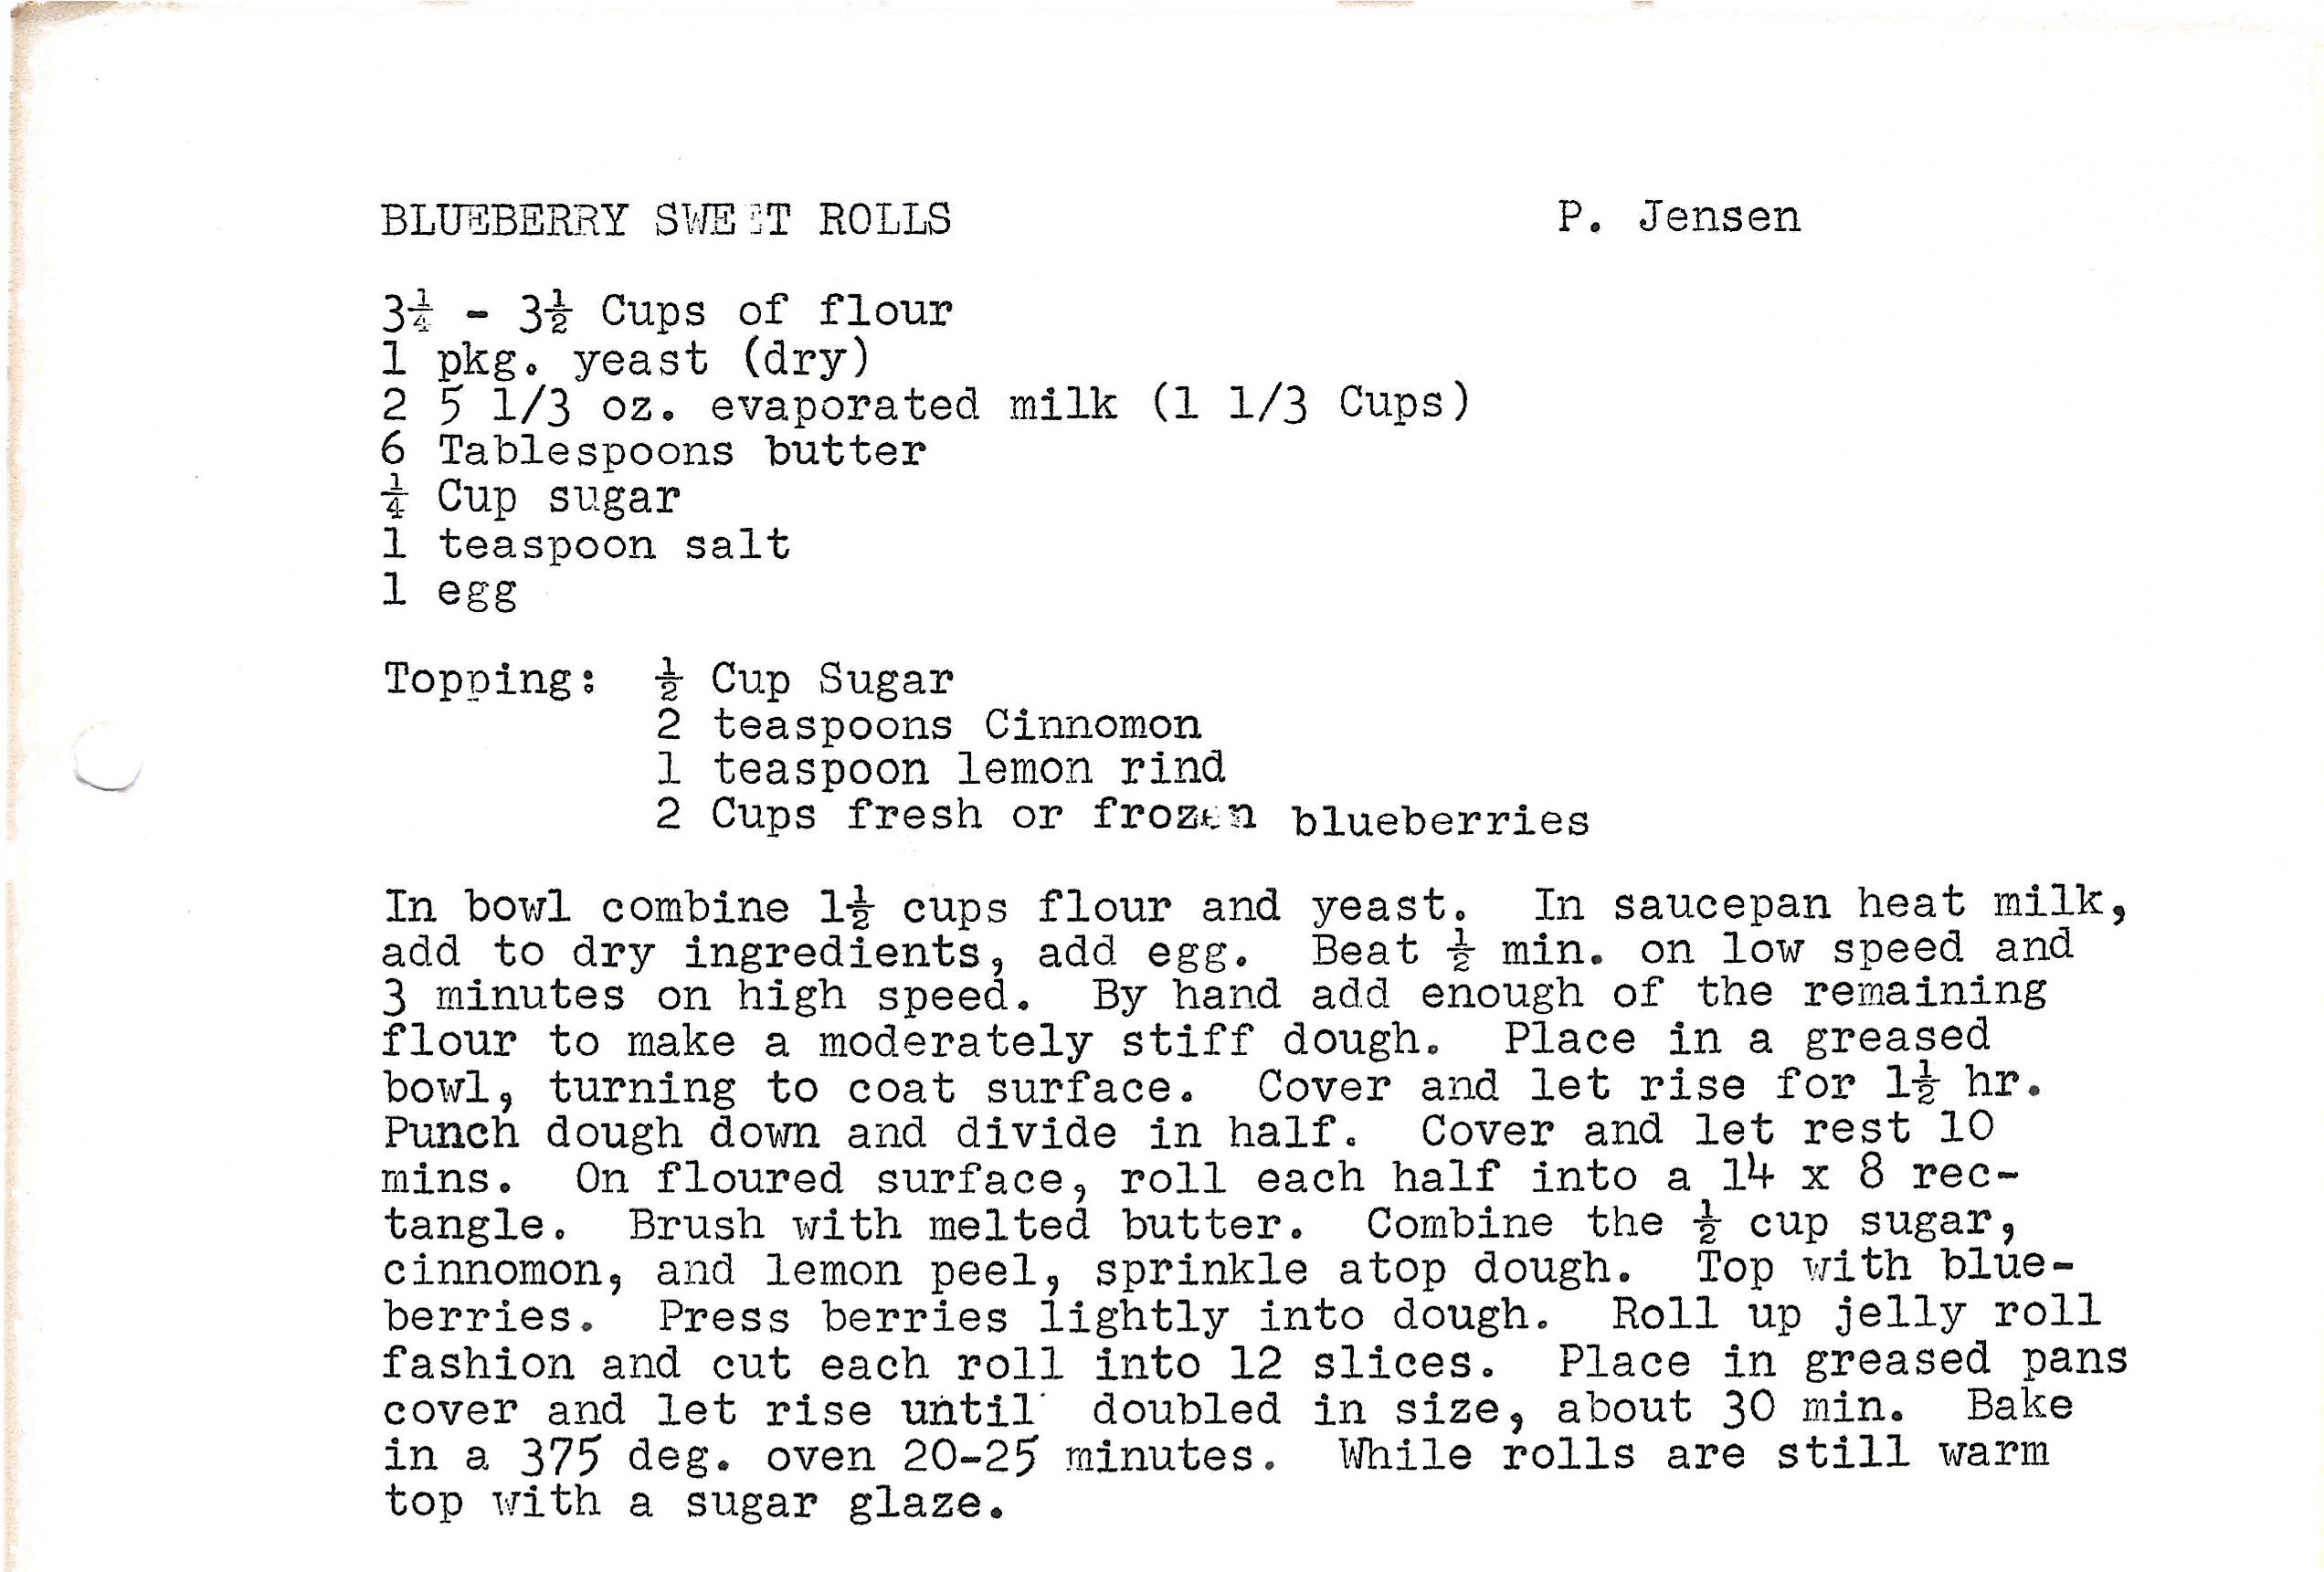 BLUEBERRY SWEET ROLLS P. Jensen
3¼ - 3½ Cups of flour
1 pkg. yeast (dry)
2 5 1/3 oz. evaporated milk (1 1/3 Cups)
6 Tablespoons butter
¼ Cup sugar
1 teaspoon salt
1 egg
Topping: ½ Cup Sugar
2 teaspoons Cinnomon
1 teaspoon lemon rind
2 Cups fresh or frozen blueberries
In bowl combine 1½ cups flour and yeast. In saucepan heat milk,
add to dry ingredients, add egg. Beat ½ min. on low speed and
3 minutes on high speed. By hand add enough of the remaining
flour to make a moderately stiff dough. Place in a greased
bowl, turning to coat surface. Cover and let rise for 1½ hr.
Punch dough down and divide in half. Cover and let rest 10
mins. On floured surface, roll each half into a 14 x 8 rec-
tangle. Brush with melted butter. Combine the ½ cup sugar,
cinnomon, and lemon peel, sprinkle atop dough. Top with blue-
berries. Press berries lightly into dough. Roll up jelly roll
fashion and cut each roll into 12 slices. Place in greased pans
cover and let rise until doubled in size, about 30 min. Bake
in a 375 deg. oven 20-25 minutes. While rolls are still warm
top with a sugar glaze.